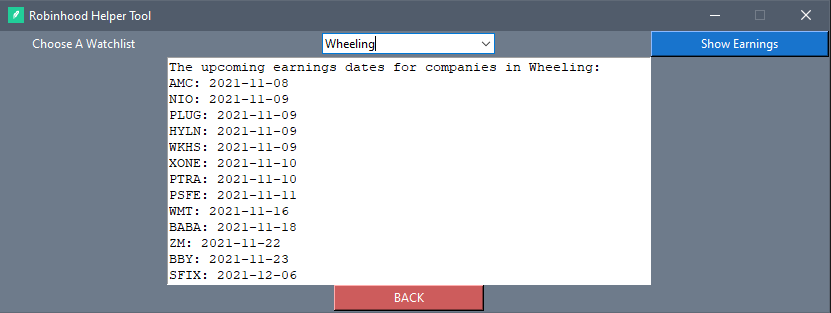 Robinhood Helper Tool
Choose A Watchlist
Wheeling
Show Earnings
The upcoming earnings dates for companies in Wheeling:
AMC: 2021-11-08
NIO: 2021-11-09
PLUG: 2021-11-09
HYLN: 2021-11-09
WKHS: 2021-11-09
XONE: 2021-11-10
PTRA: 2021-11-10
PSFE: 2021-11-11
WMT: 2021-11-16
BABA: 2021-11-18
ZM: 2021-11-22
BBY: 2021-11-23
SFIX: 2021-12-06
BACK